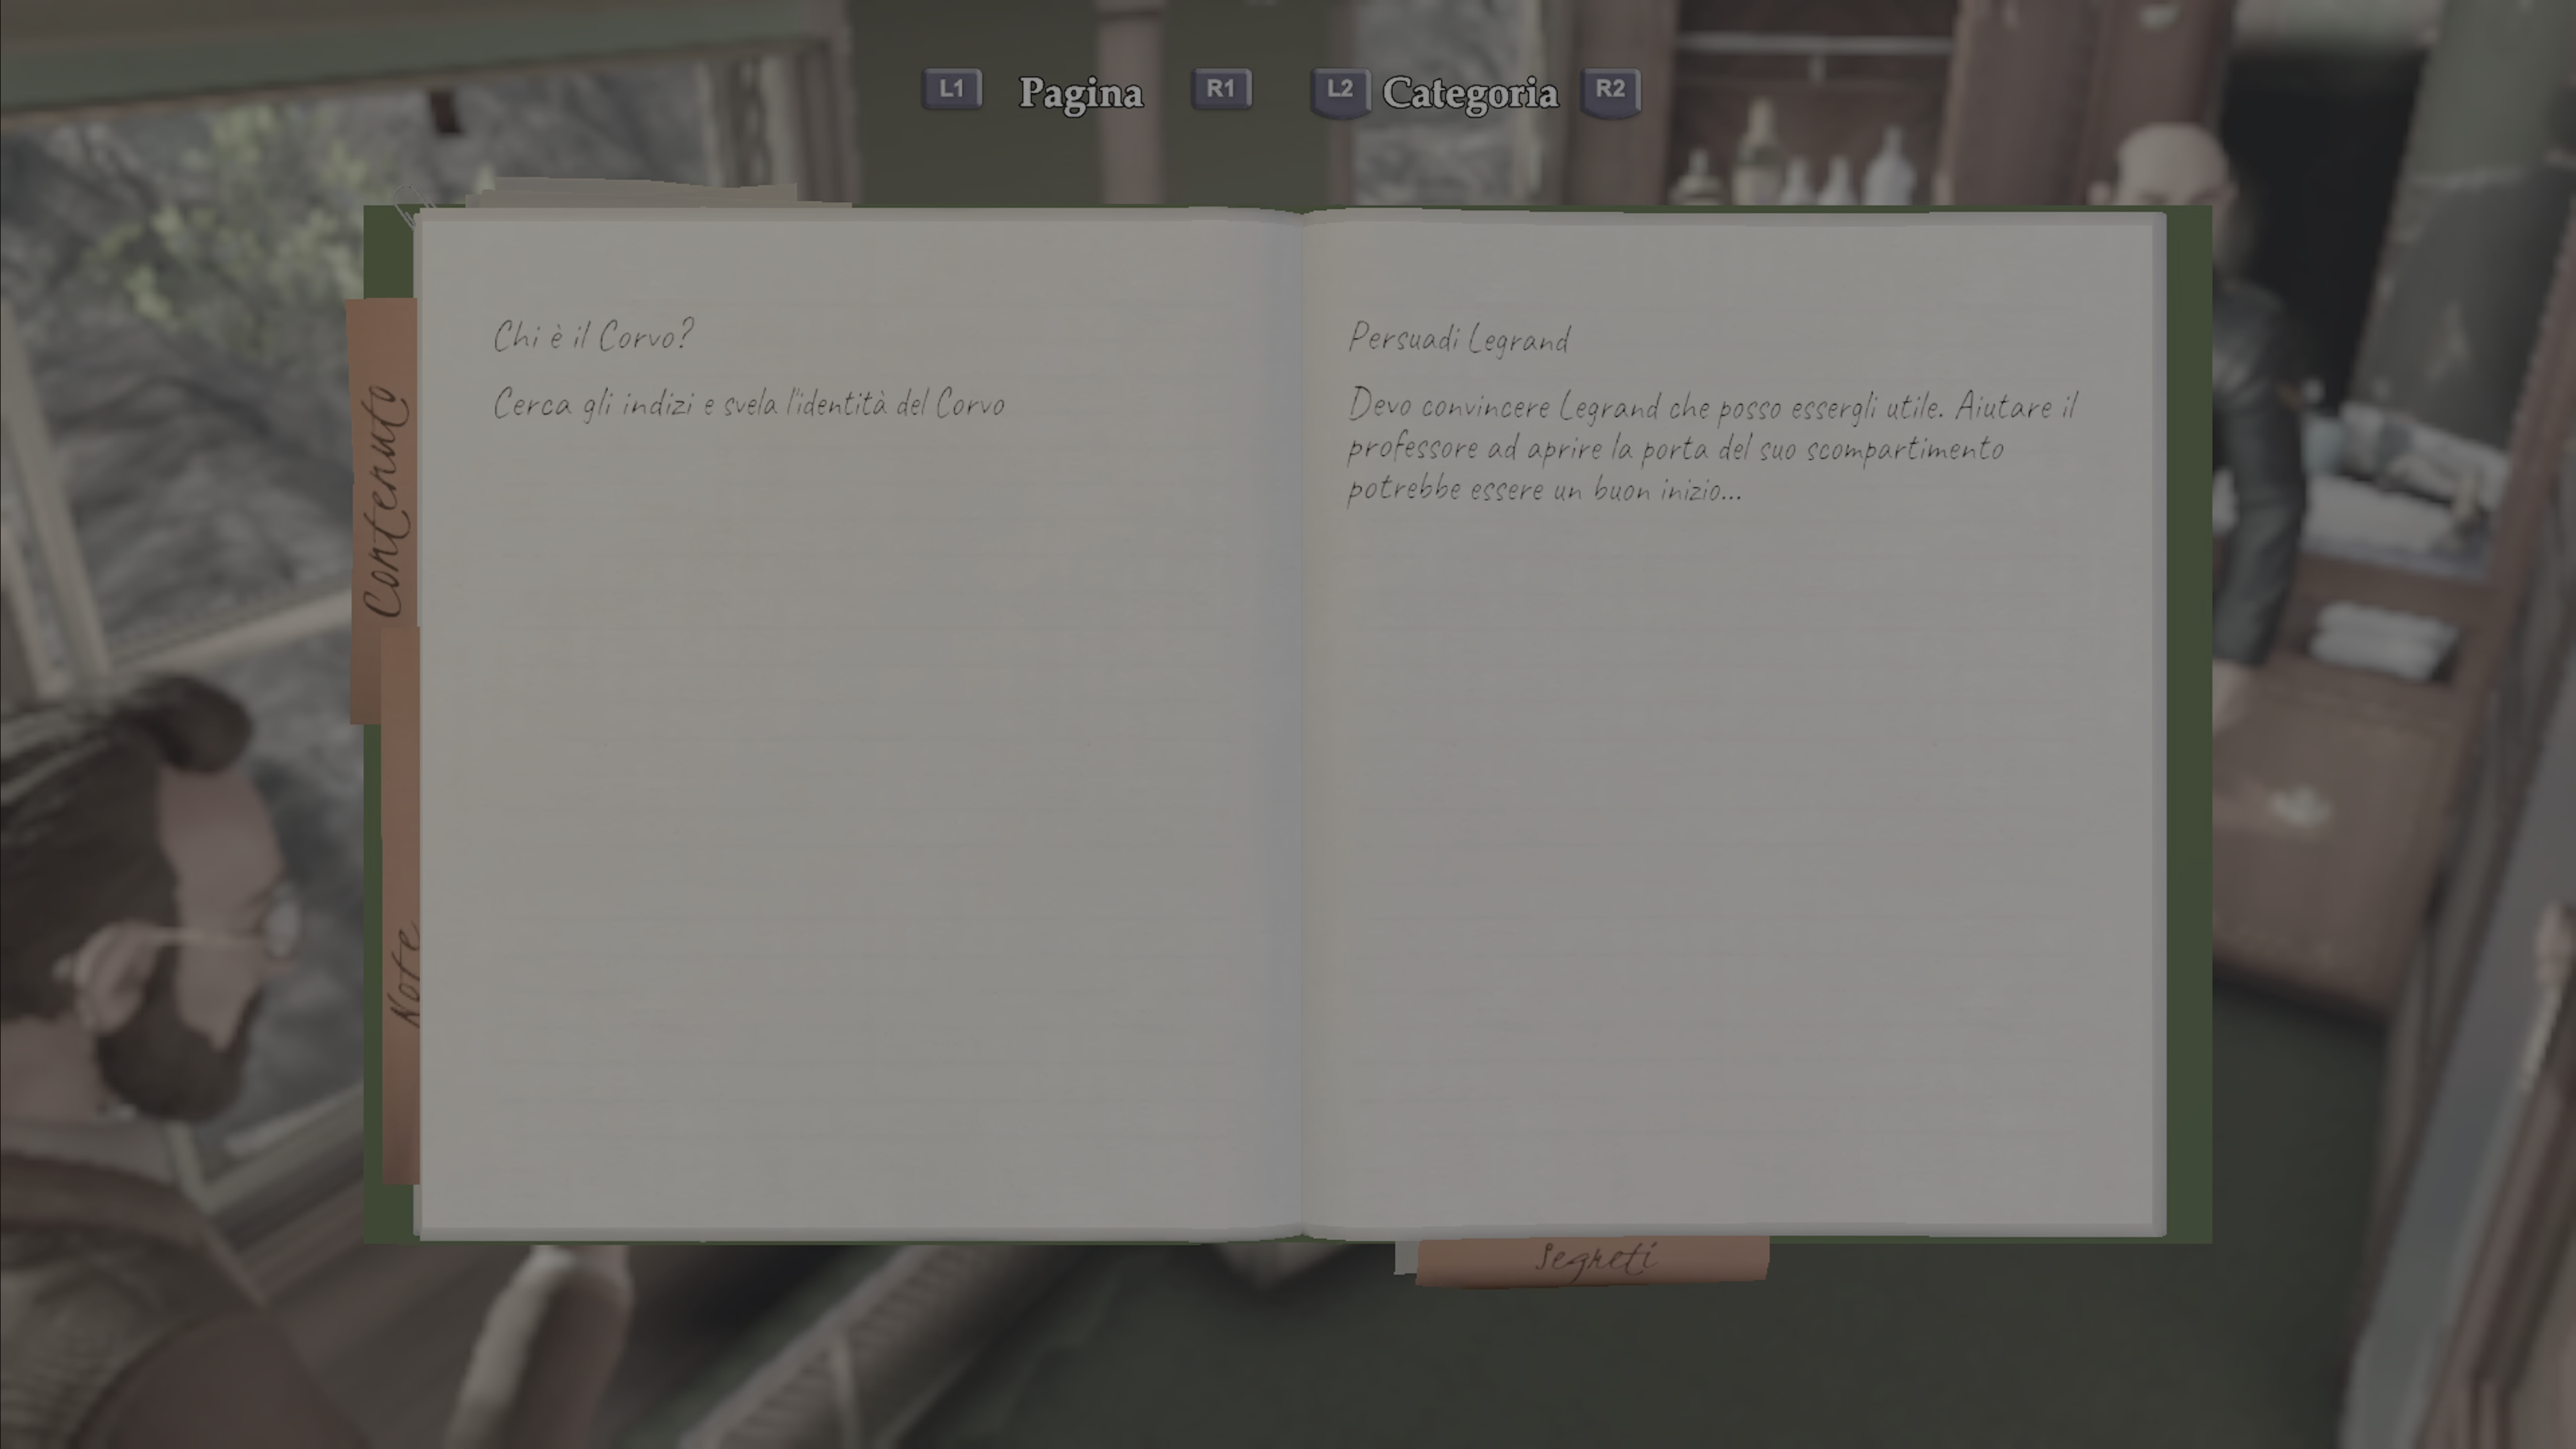 L1 Pagina R1 L2 Categoria R2
Chi è il Corvo?
Cerca gli indizi e svela l'identità del Corvo
Persuadi Legrand
Devo convincere Legrand che posso essergli utile. Aiutare il
professore ad aprire la porta del suo scompartimento
potrebbe essere un buon inizio...
Contenuto
Note
Segreti